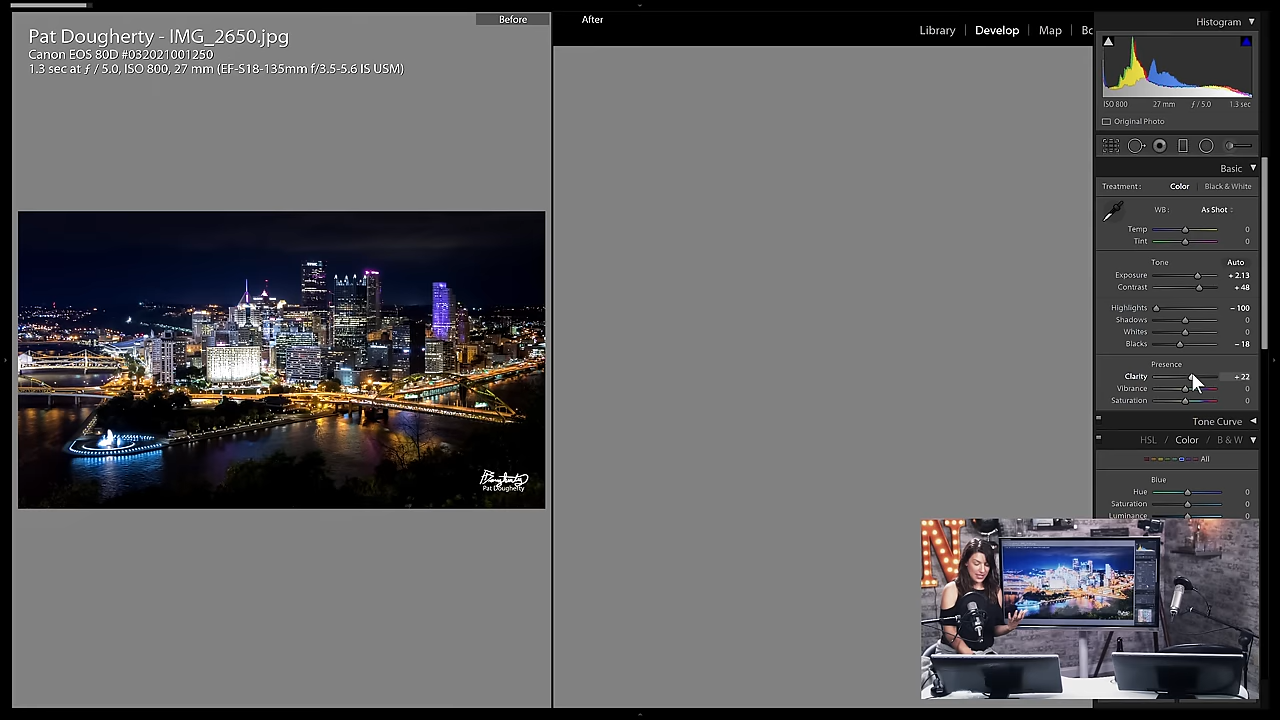 Before
After
Pat Dougherty - IMG_2650.jpg
Canon EOS 80D #032021001250
1.3 sec at ƒ / 5.0, ISO 800, 27 mm (EF-S18-135mm f/3.5-5.6 IS USM)
Library | Develop | Map | Bo
Histogram
ISO 800 27 mm ƒ / 5.0 1.3 sec
Original Photo
Basic
Treatment : Color Black & White
WB : As Shot
Temp 0
Tint 0
Tone Auto
Exposure + 2.13
Contrast + 48
Highlights − 100
Shadows 0
Whites 0
Blacks − 18
Presence
Clarity + 22
Vibrance 0
Saturation 0
Tone Curve
HSL / Color / B & W
All
Blue
Hue 0
Saturation 0
Luminance 0
Dougherty
Pat Dougherty
N